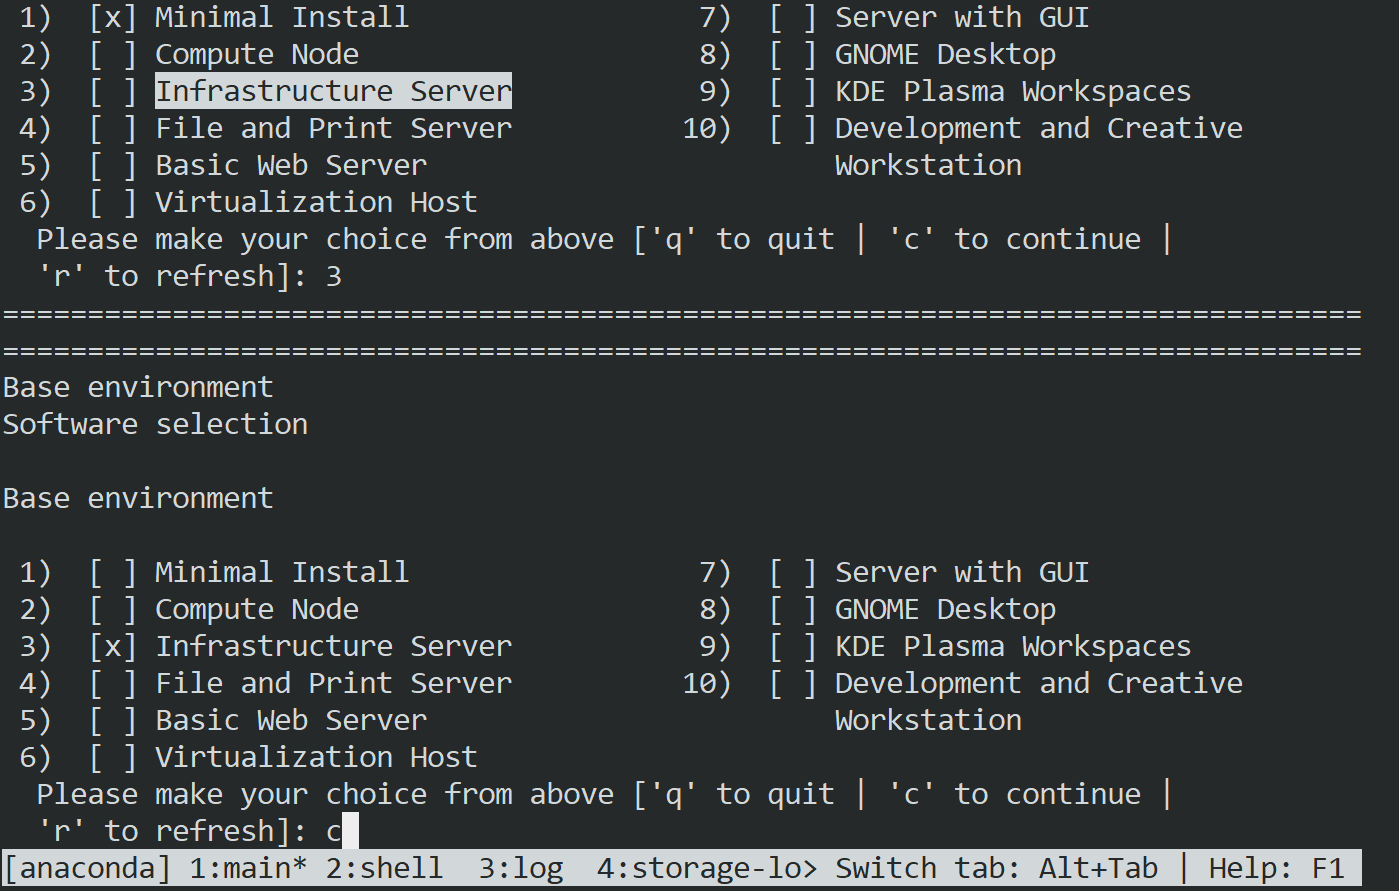 1)  [x] Minimal Install                 7)  [ ] Server with GUI
2)  [ ] Compute Node                    8)  [ ] GNOME Desktop
3)  [ ] Infrastructure Server           9)  [ ] KDE Plasma Workspaces
4)  [ ] File and Print Server          10)  [ ] Development and Creative
5)  [ ] Basic Web Server                        Workstation
6)  [ ] Virtualization Host
  Please make your choice from above ['q' to quit | 'c' to continue |
  'r' to refresh]: 3
================================================================================
================================================================================
Base environment
Software selection
Base environment
1)  [ ] Minimal Install                 7)  [ ] Server with GUI
2)  [ ] Compute Node                    8)  [ ] GNOME Desktop
3)  [x] Infrastructure Server           9)  [ ] KDE Plasma Workspaces
4)  [ ] File and Print Server          10)  [ ] Development and Creative
5)  [ ] Basic Web Server                        Workstation
6)  [ ] Virtualization Host
  Please make your choice from above ['q' to quit | 'c' to continue |
  'r' to refresh]: c
[anaconda] 1:main* 2:shell  3:log  4:storage-lo> Switch tab: Alt+Tab | Help: F1